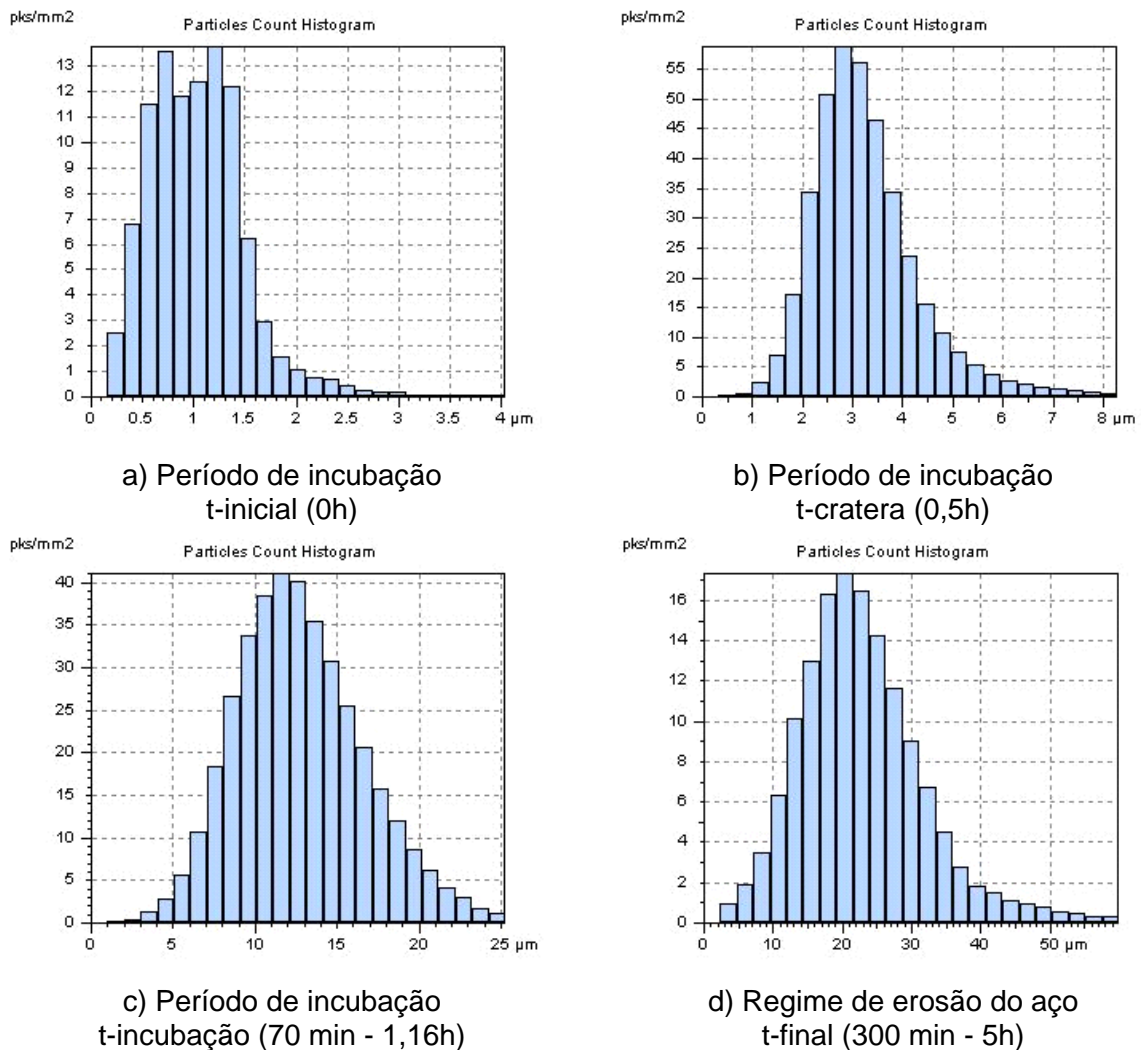 pks/mm2
Particles Count Histogram
13
12
11
10
9
8
7
6
5
4
3
2
1
0
0 0.5 1 1.5 2 2.5 3 3.5 4 µm
a) Período de incubação
t-inicial (0h)
pks/mm2
Particles Count Histogram
55
50
45
40
35
30
25
20
15
10
5
0
0 1 2 3 4 5 6 7 8 µm
b) Período de incubação
t-cratera (0,5h)
pks/mm2
Particles Count Histogram
40
35
30
25
20
15
10
5
0
0 5 10 15 20 25 µm
c) Período de incubação
t-incubação (70 min - 1,16h)
pks/mm2
Particles Count Histogram
16
14
12
10
8
6
4
2
0
0 10 20 30 40 50 µm
d) Regime de erosão do aço
t-final (300 min - 5h)